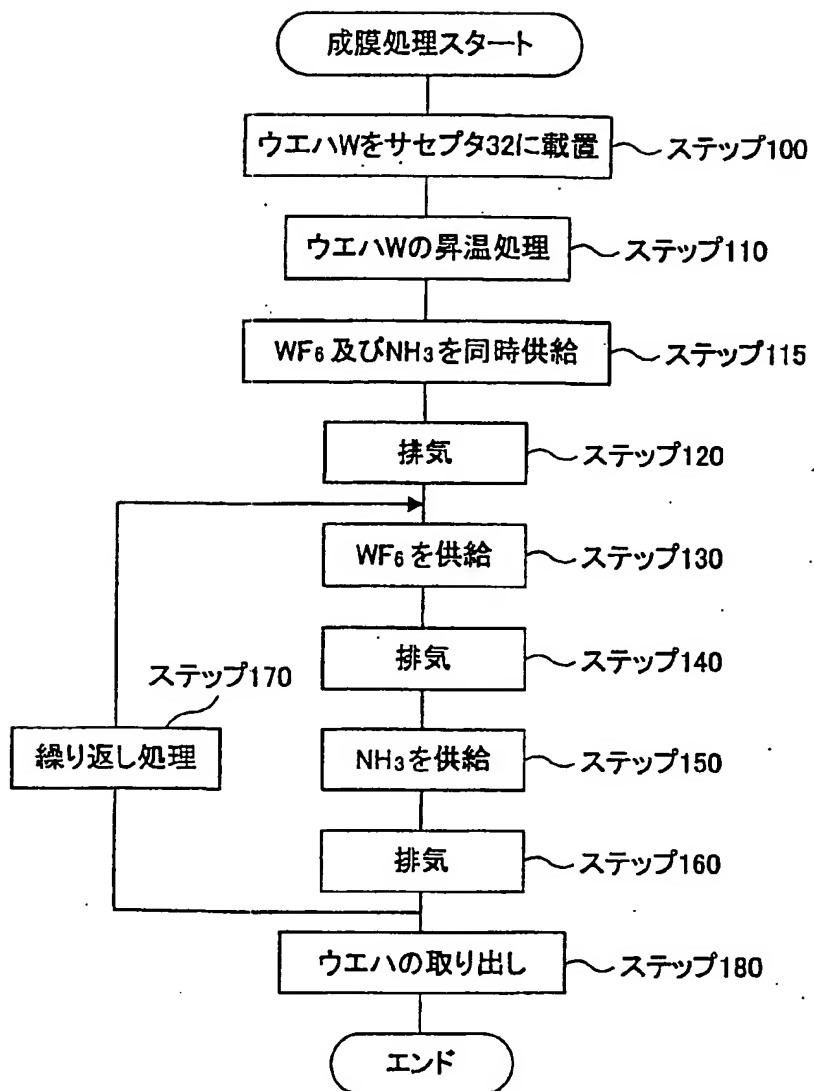 成膜処理スタート
ウエハWをサセプタ32に載置
ステップ100
ウエハWの昇温処理
ステップ110
WF₆及びNH₃を同時供給
ステップ115
排気
ステップ120
WF₆を供給
ステップ130
排気
ステップ140
ステップ170
繰り返し処理
NH₃を供給
ステップ150
排気
ステップ160
ウエハの取り出し
ステップ180
エンド